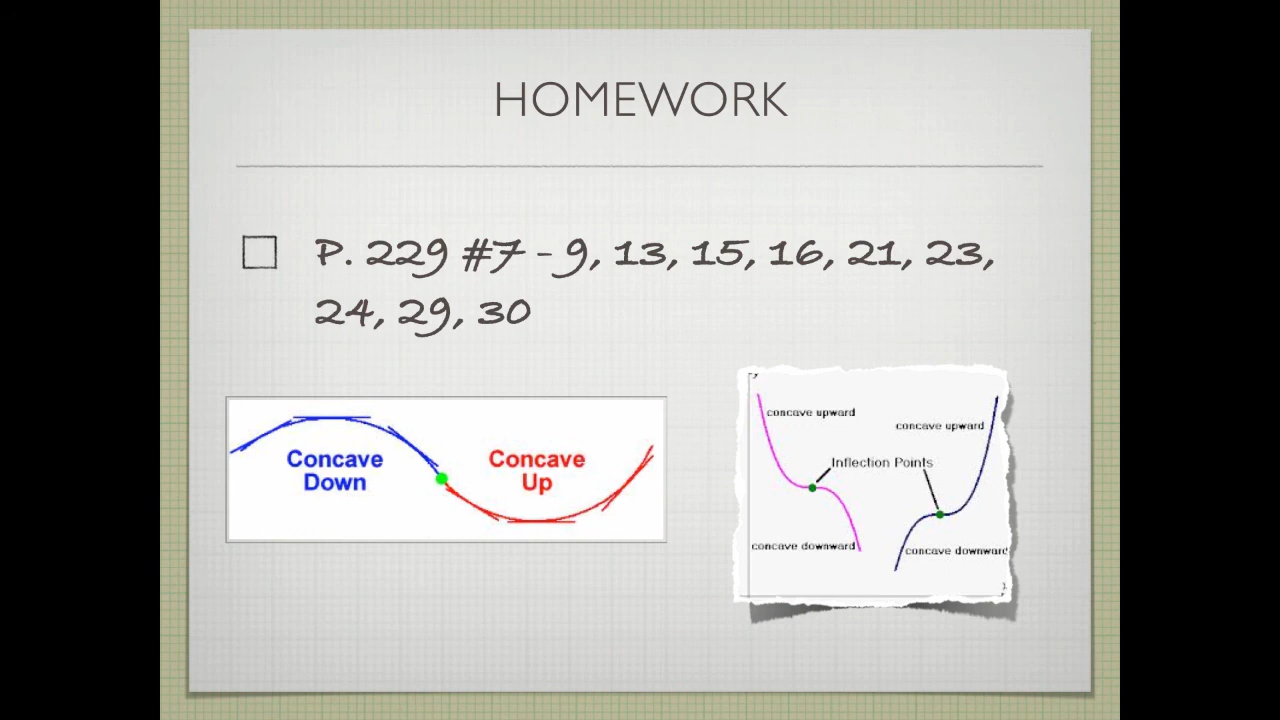 HOMEWORK
P. 229 #7 - 9, 13, 15, 16, 21, 23,
24, 29, 30
Concave
Down
Concave
Up
concave upward
concave upward
Inflection Points
concave downward
concave downward